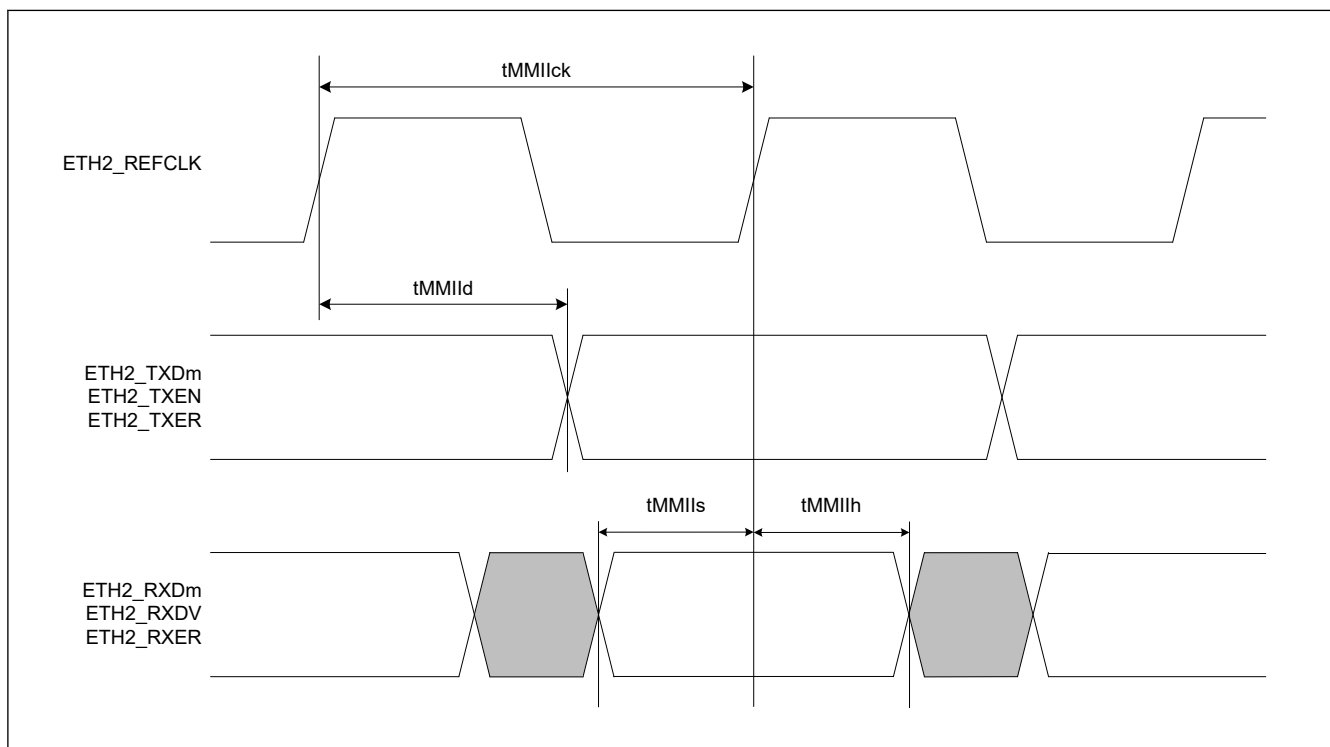 tMMIIck
ETH2_REFCLK
tMMIId
ETH2_TXDm
ETH2_TXEN
ETH2_TXER
tMMIIs
tMMIIh
ETH2_RXDm
ETH2_RXDV
ETH2_RXER